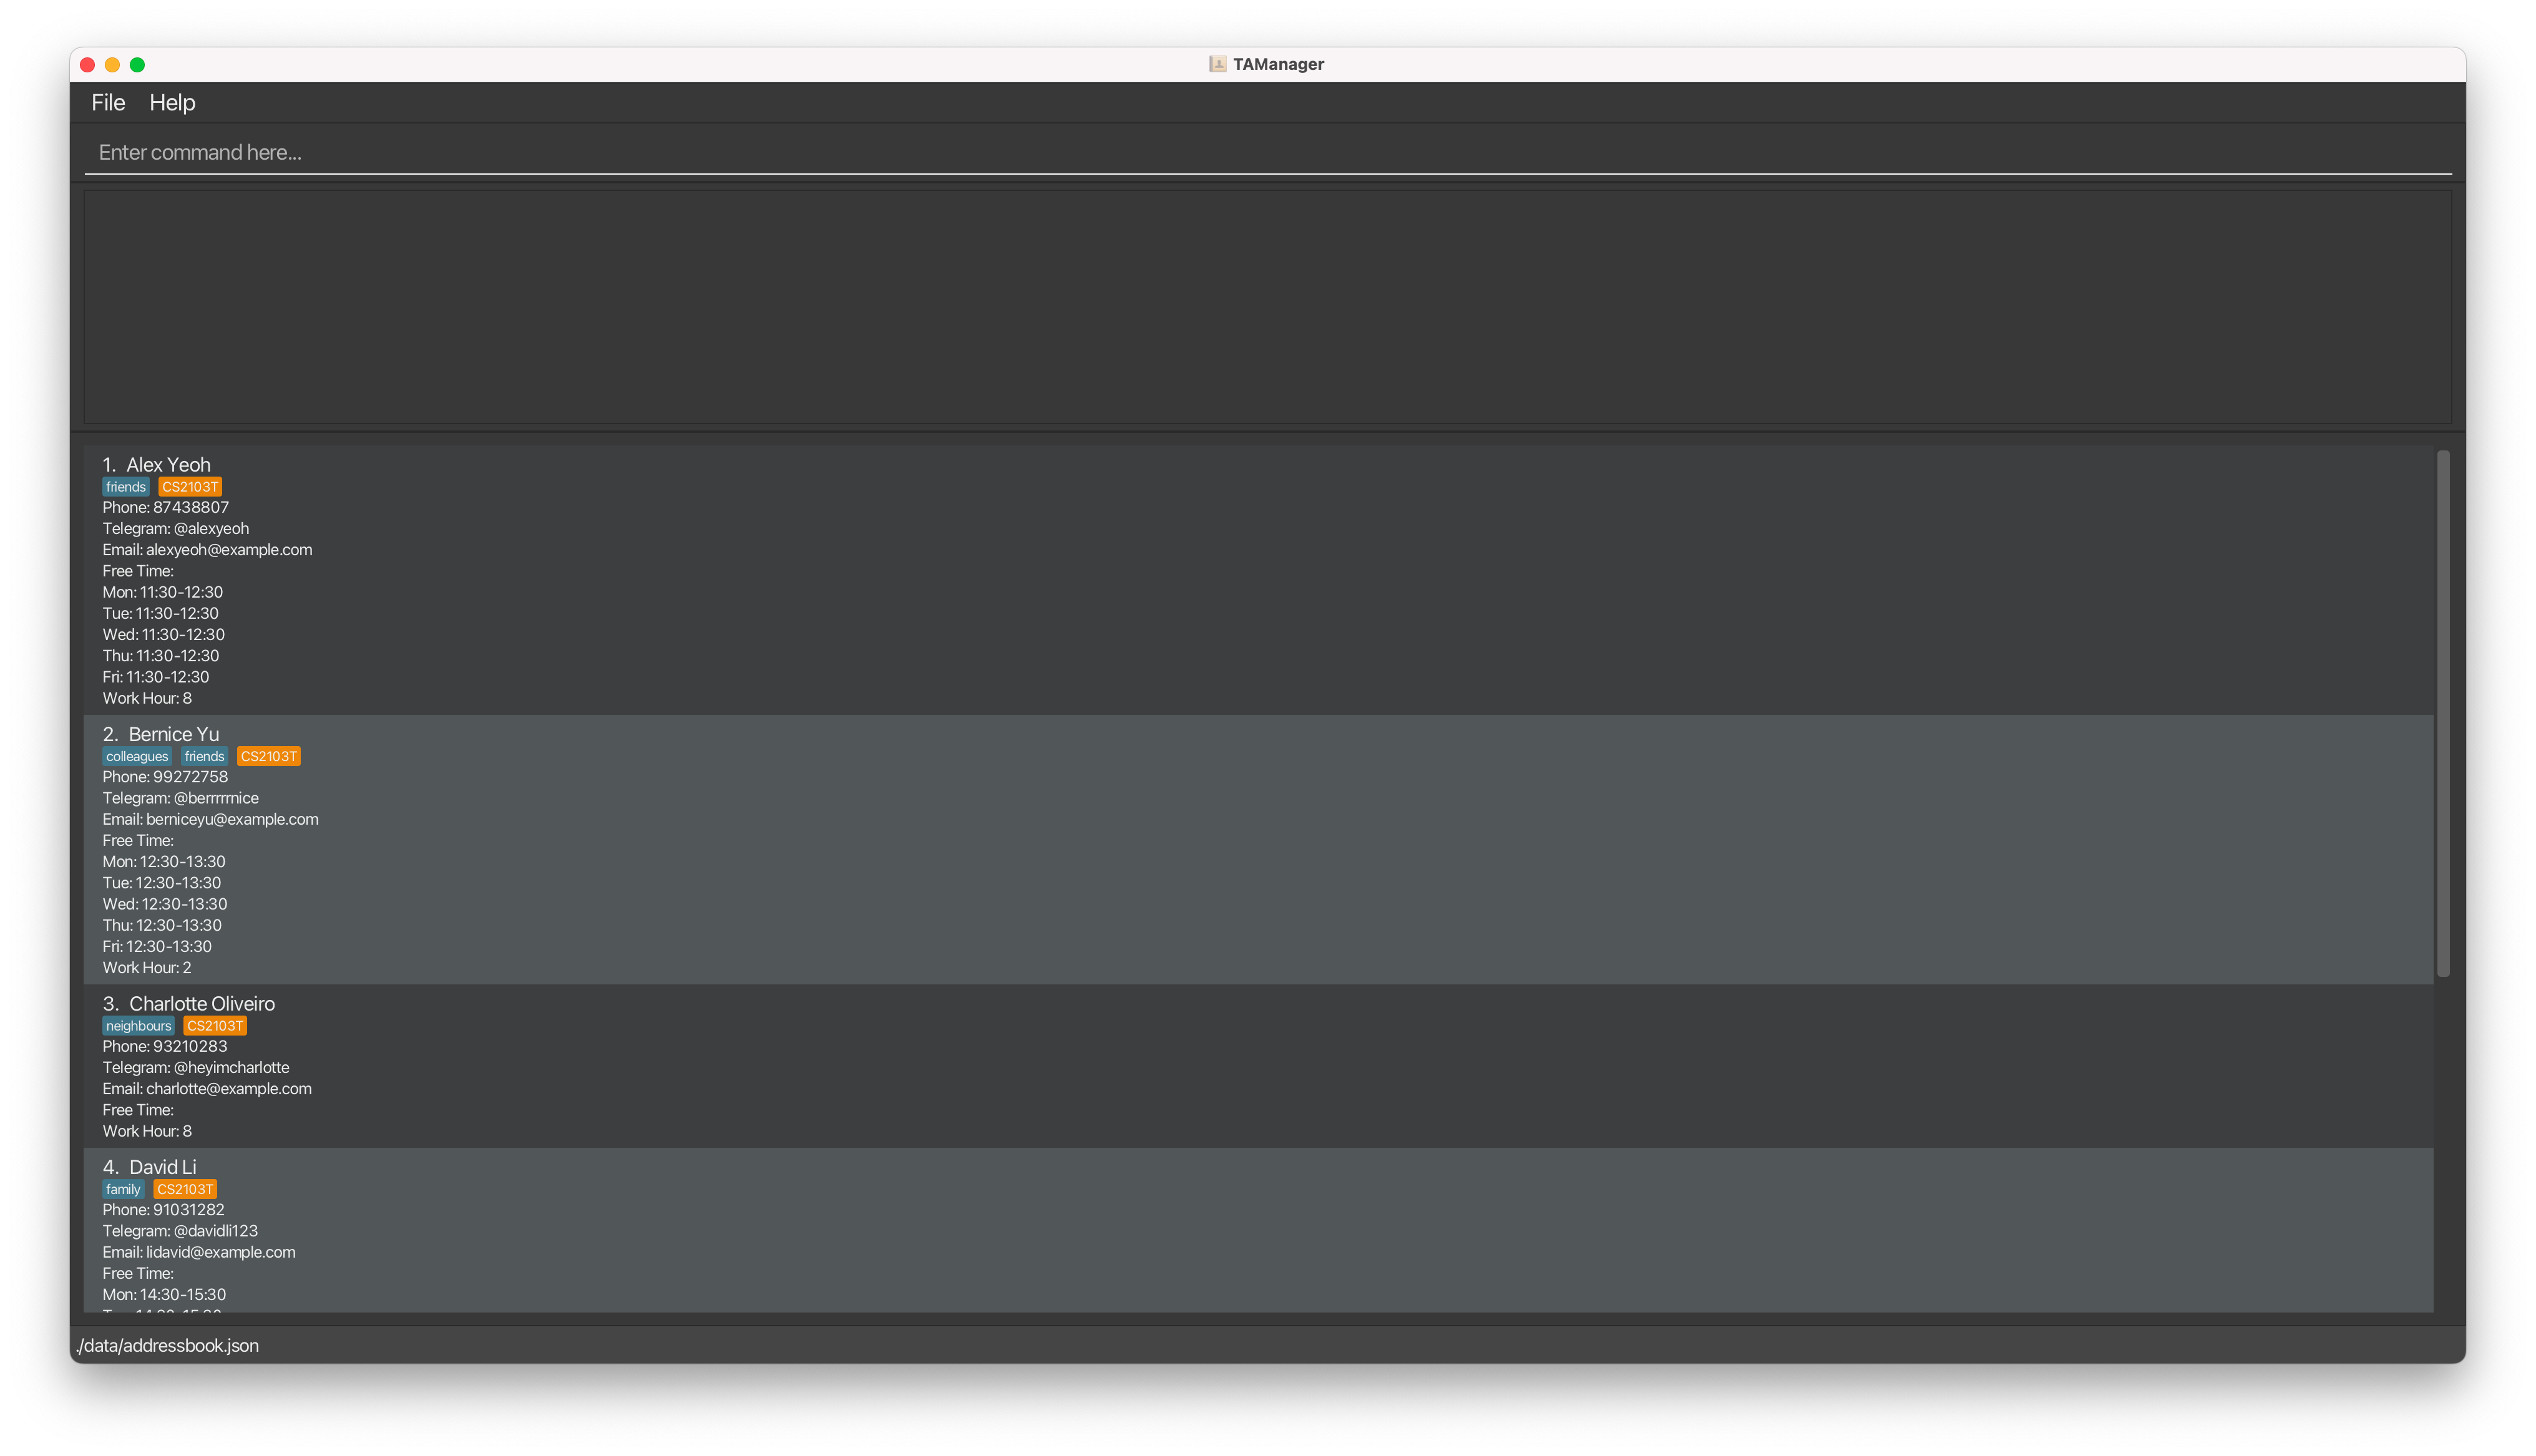 TAManager
File Help
Enter command here...
1. Alex Yeoh
friends CS2103T
Phone: 87438807
Telegram: @alexyeoh
Email: alexyeoh@example.com
Free Time:
Mon: 11:30-12:30
Tue: 11:30-12:30
Wed: 11:30-12:30
Thu: 11:30-12:30
Fri: 11:30-12:30
Work Hour: 8
2. Bernice Yu
colleagues friends CS2103T
Phone: 99272758
Telegram: @berrrrrnice
Email: berniceyu@example.com
Free Time:
Mon: 12:30-13:30
Tue: 12:30-13:30
Wed: 12:30-13:30
Thu: 12:30-13:30
Fri: 12:30-13:30
Work Hour: 2
3. Charlotte Oliveiro
neighbours CS2103T
Phone: 93210283
Telegram: @heyimcharlotte
Email: charlotte@example.com
Free Time:
Work Hour: 8
4. David Li
family CS2103T
Phone: 91031282
Telegram: @davidli123
Email: lidavid@example.com
Free Time:
Mon: 14:30-15:30
./data/addressbook.json